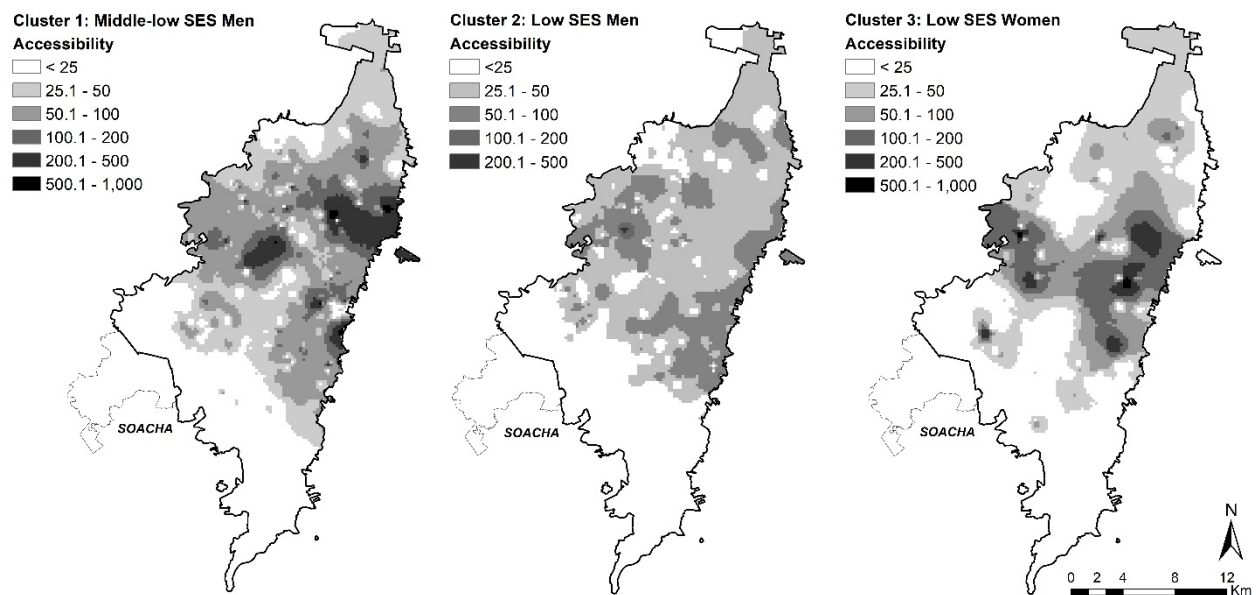 Cluster 1: Middle-low SES Men
Accessibility
< 25
25.1 - 50
50.1 - 100
100.1 - 200
200.1 - 500
500.1 - 1,000
SOACHA
Cluster 2: Low SES Men
Accessibility
<25
25.1 - 50
50.1 - 100
100.1 - 200
200.1 - 500
SOACHA
Cluster 3: Low SES Women
Accessibility
< 25
25.1 - 50
50.1 - 100
100.1 - 200
200.1 - 500
500.1 - 1,000
SOACHA
N
0 2 4 8 12
Km